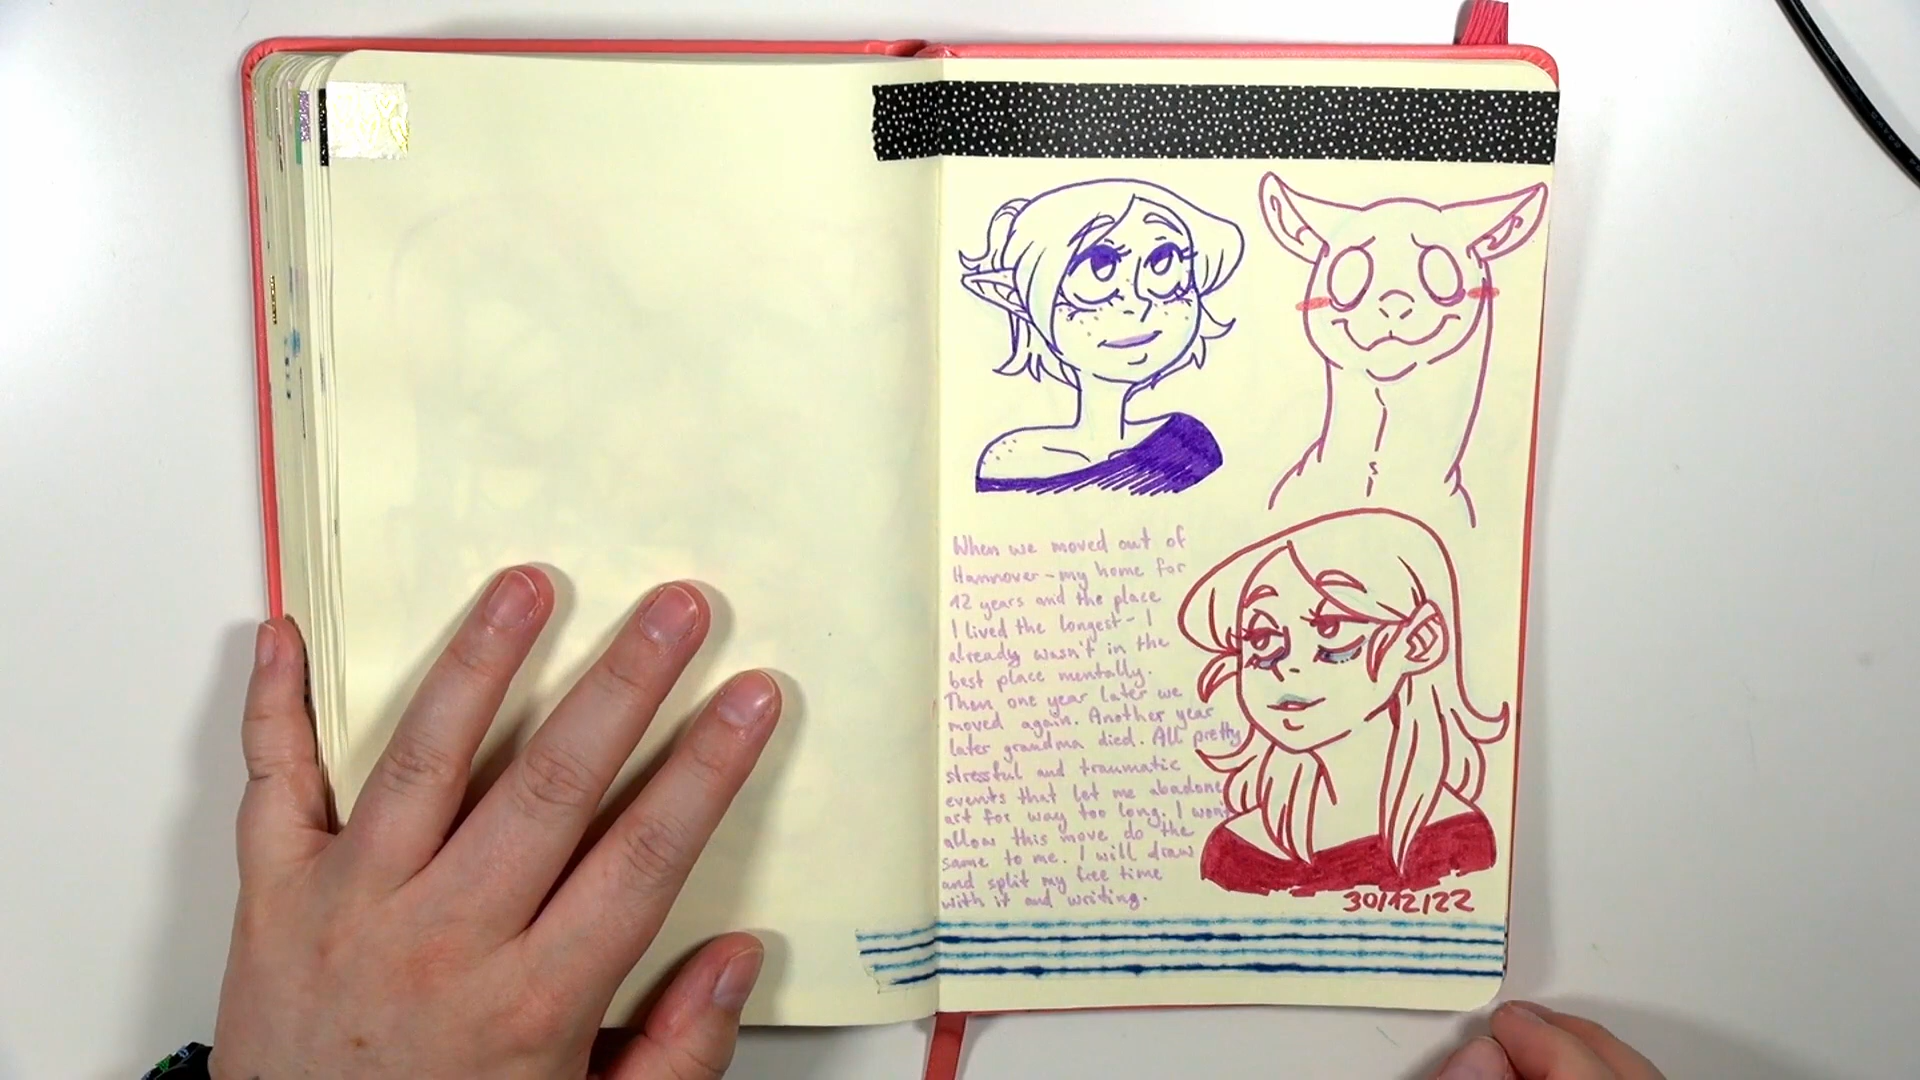 When we moved out of
Hannover - my home for
12 years and the place
I lived the longest - I
already wasn't in the
best place mentally.
Then one year later we
moved again. Another year
later grandma died. All pretty
stressful and traumatic
events that let me abadone
art for way too long. I won't
allow this move do the
same to me. I will draw
and split my free time
with it and writing.
30/12/22